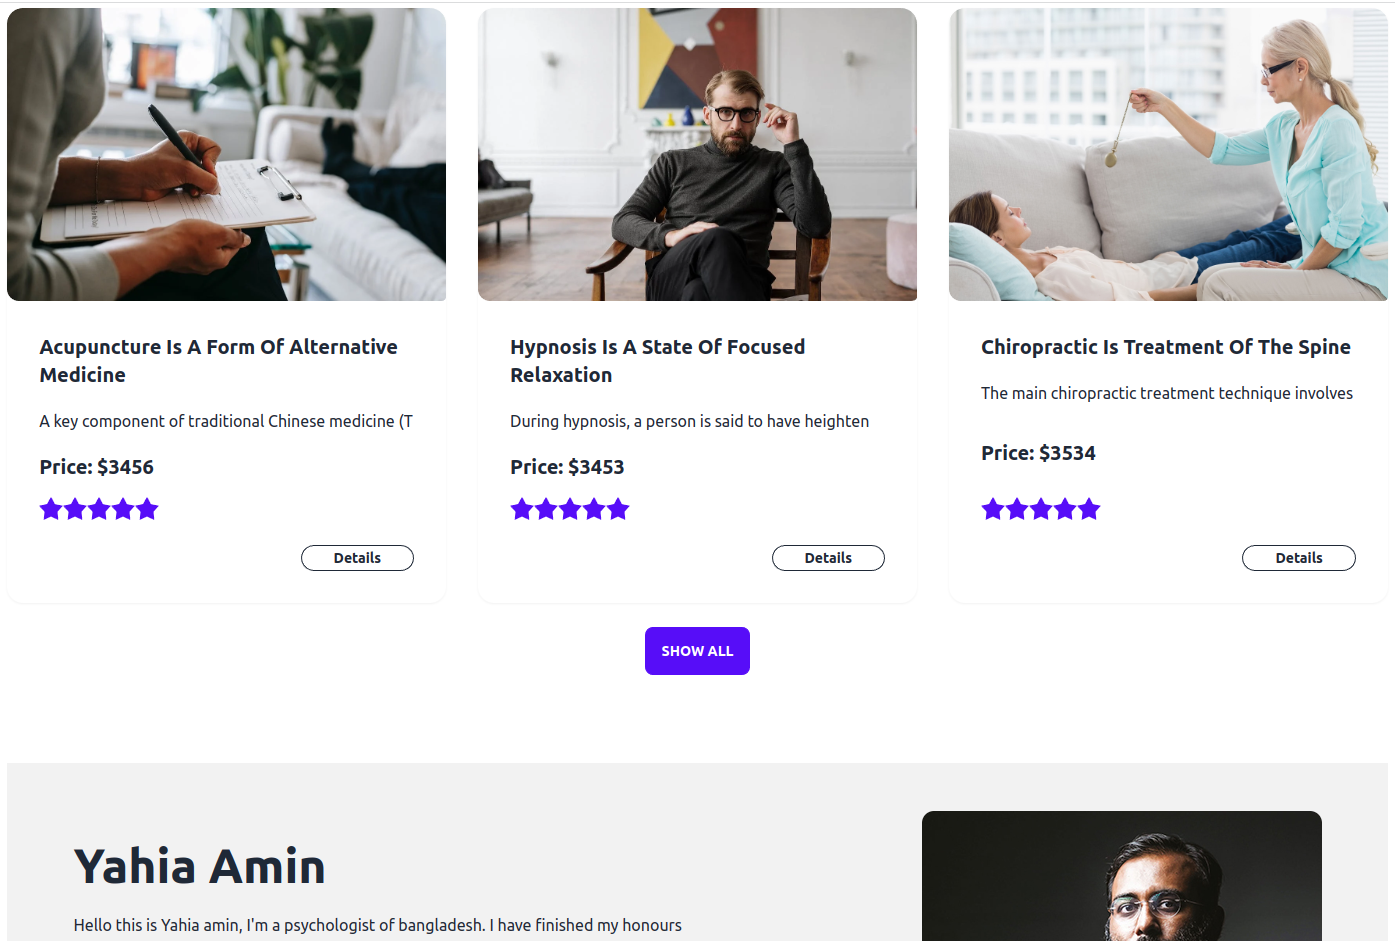 Acupuncture Is A Form Of Alternative
Medicine
A key component of traditional Chinese medicine (T
Price: $3456
Details
Hypnosis Is A State Of Focused
Relaxation
During hypnosis, a person is said to have heighten
Price: $3453
Details
Chiropractic Is Treatment Of The Spine
The main chiropractic treatment technique involves
Price: $3534
Details
SHOW ALL
Yahia Amin
Hello this is Yahia amin, I'm a psychologist of bangladesh. I have finished my honours